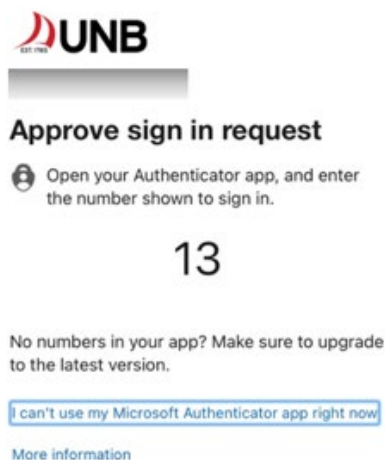 UNB
EST. 1785
Approve sign in request
Open your Authenticator app, and enter
the number shown to sign in.
13
No numbers in your app? Make sure to upgrade
to the latest version.
I can't use my Microsoft Authenticator app right now
More information